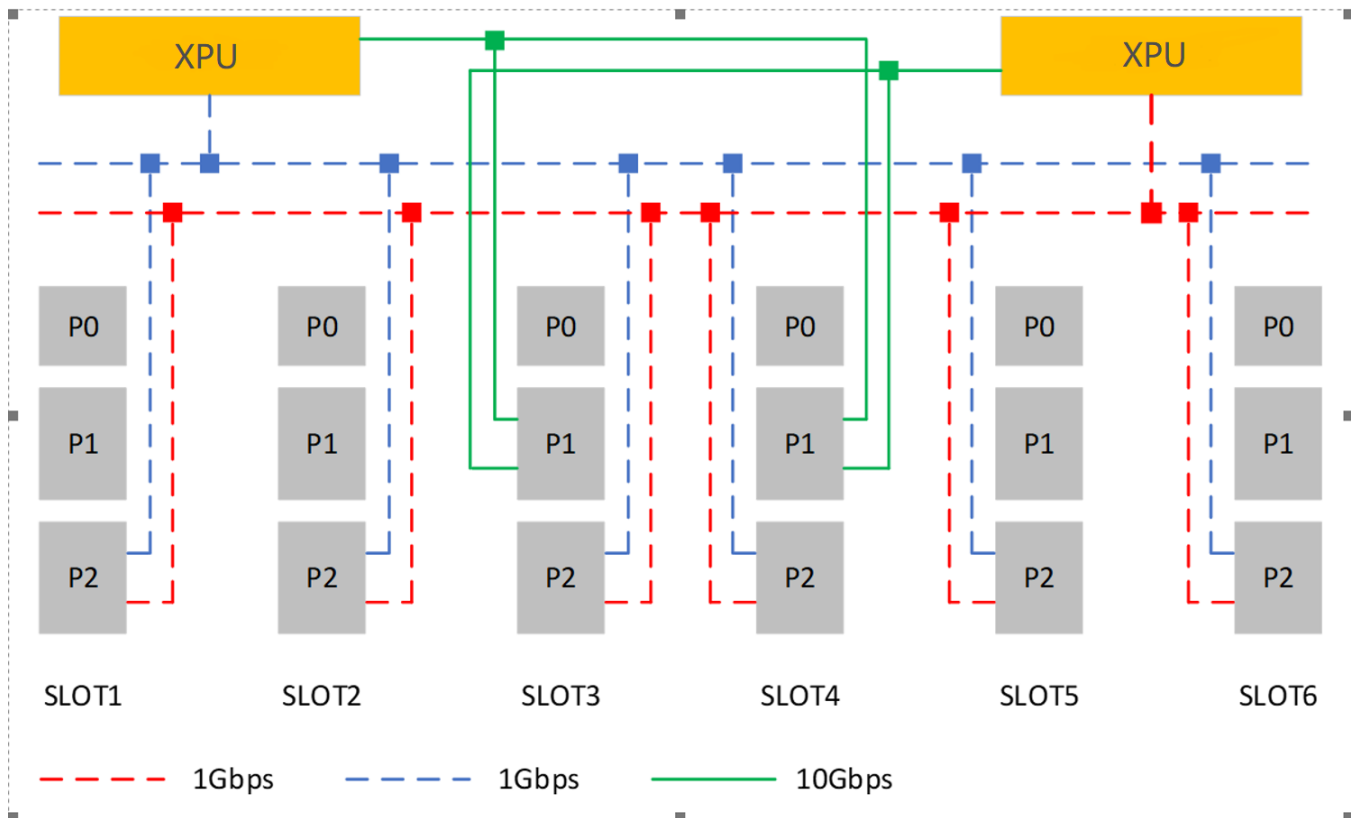 XPU XPU
P0 P0 P0 P0 P0 P0
P1 P1 P1 P1 P1 P1
P2 P2 P2 P2 P2 P2
SLOT1 SLOT2 SLOT3 SLOT4 SLOT5 SLOT6
1Gbps 1Gbps 10Gbps